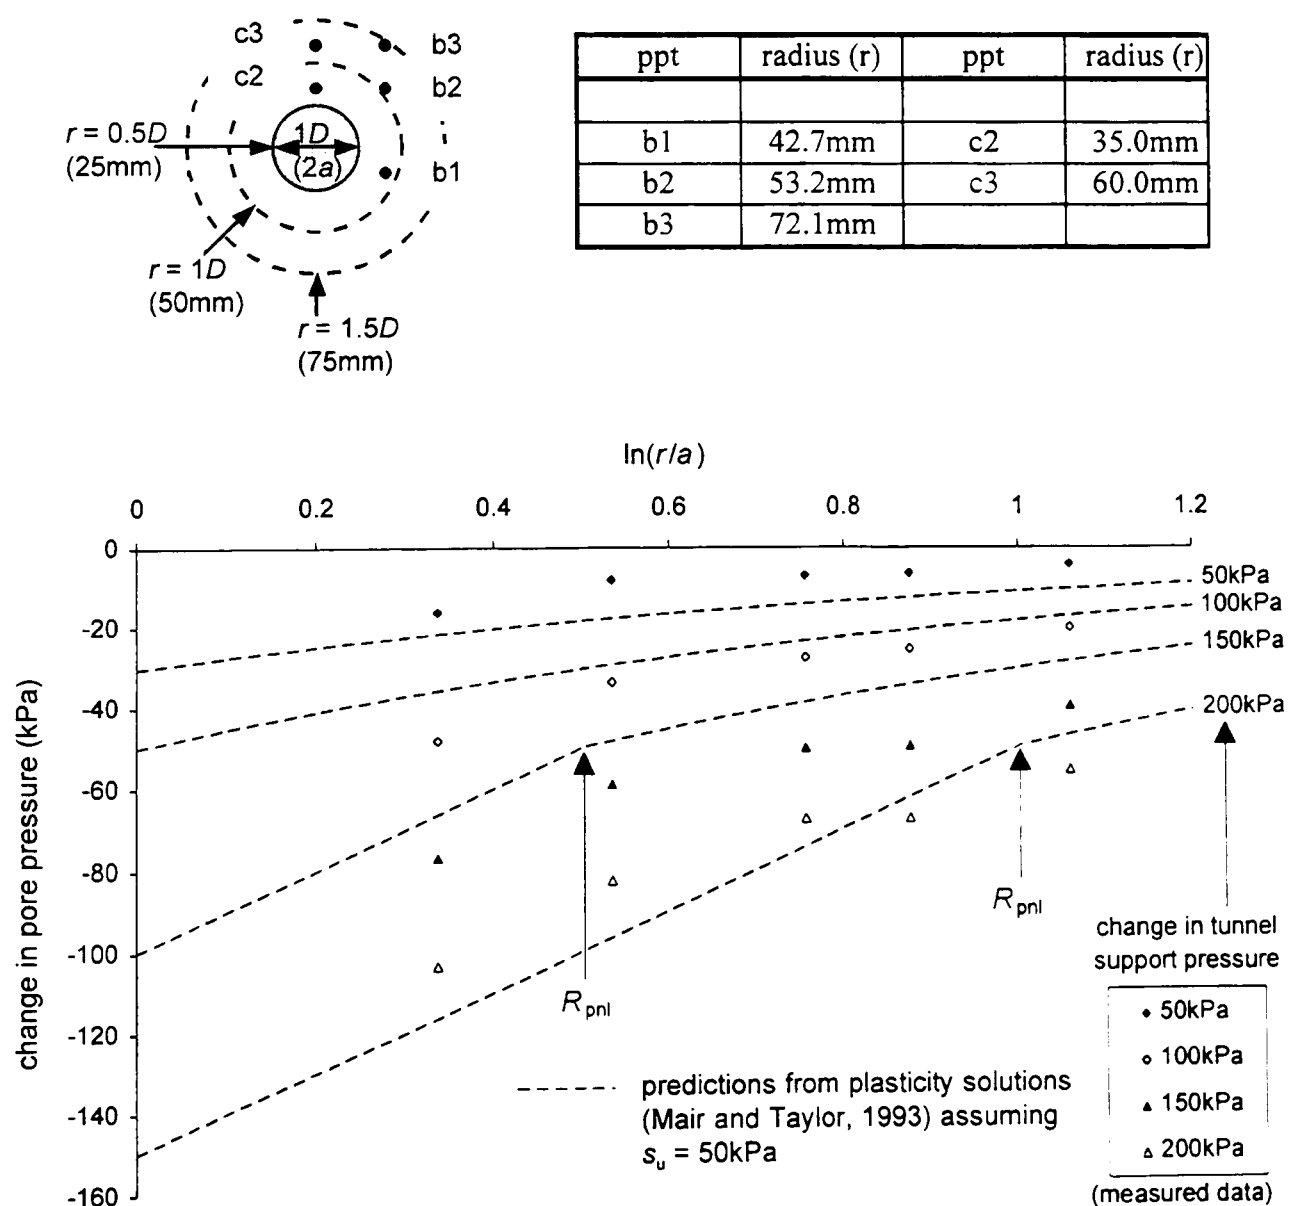 c3
b3
c2
b2
r = 0.5D
(25mm)
1D
(2a)
b1
r = 1D
(50mm)
r = 1.5D
(75mm)
ppt radius (r) ppt radius (r)
b1 42.7mm c2 35.0mm
b2 53.2mm c3 60.0mm
b3 72.1mm
ln(r/a)
0 0.2 0.4 0.6 0.8 1 1.2
0
-20
-40
-60
-80
-100
-120
-140
-160
change in pore pressure (kPa)
50kPa
100kPa
150kPa
200kPa
Rpnl
Rpnl
change in tunnel
support pressure
50kPa
100kPa
150kPa
200kPa
(measured data)
predictions from plasticity solutions
(Mair and Taylor, 1993) assuming
su = 50kPa